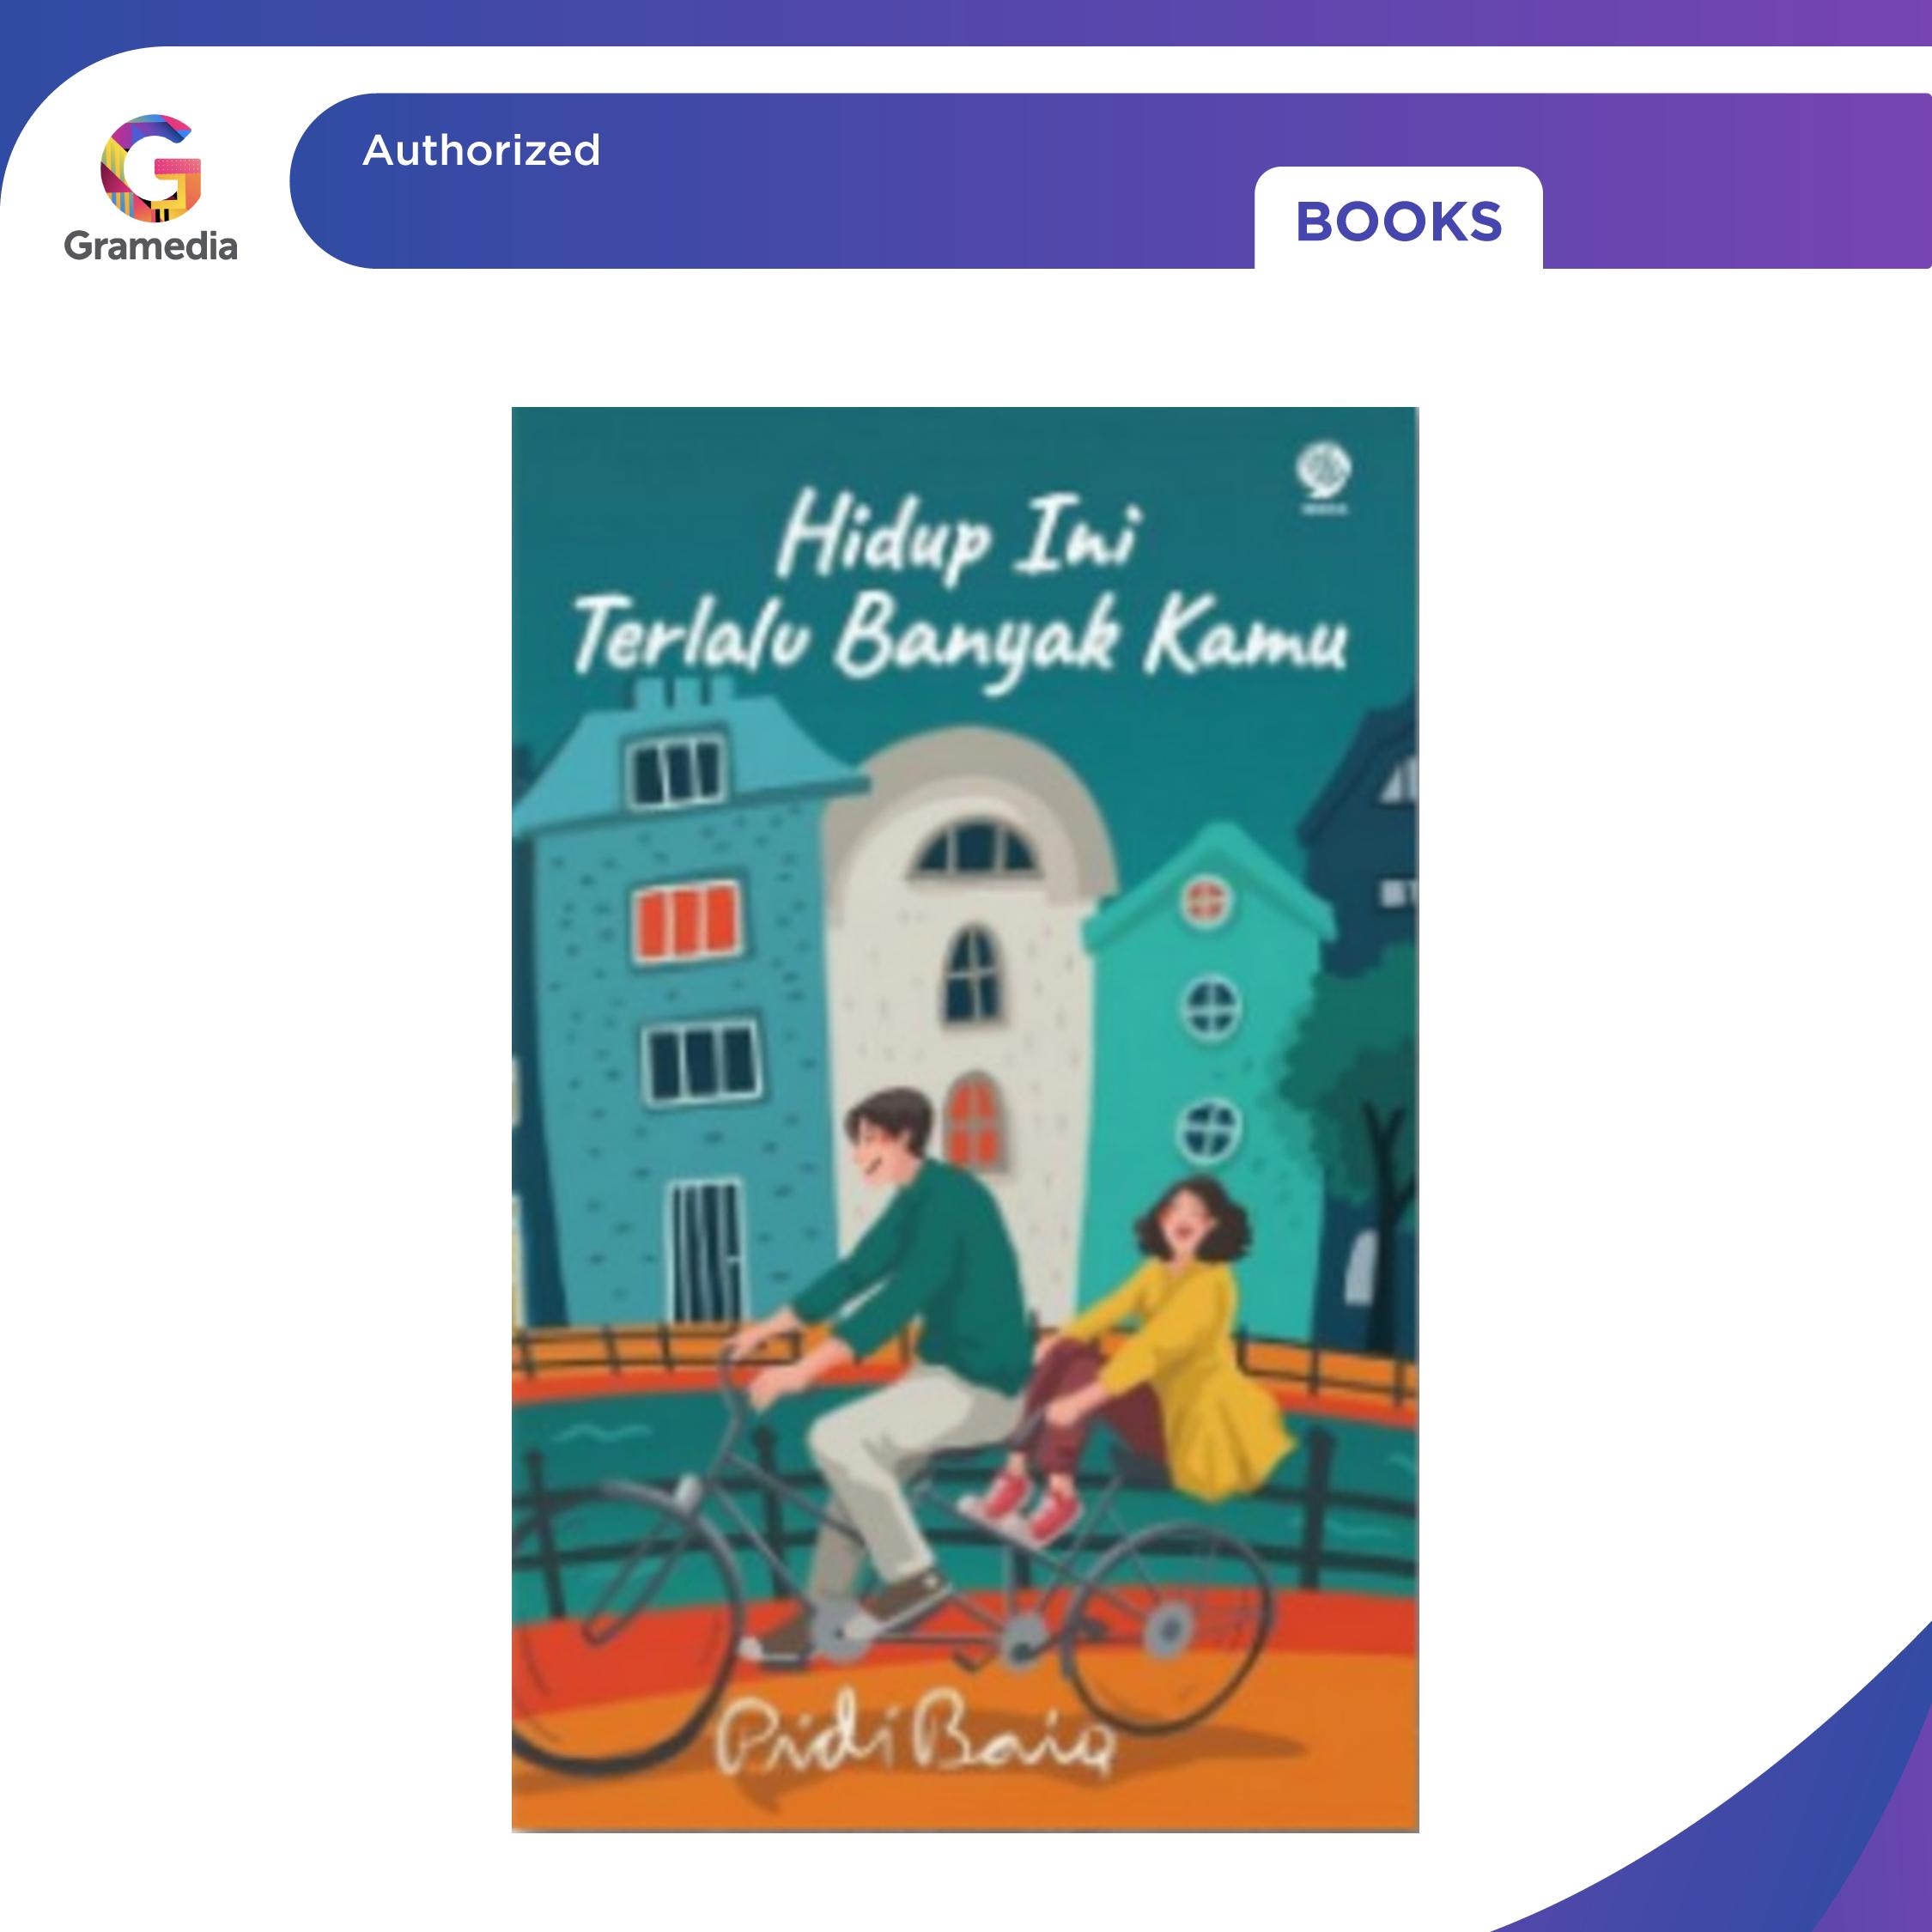 Gramedia
Authorized
BOOKS
Hidup Ini
Terlalu Banyak Kamu
Pidi Baiq